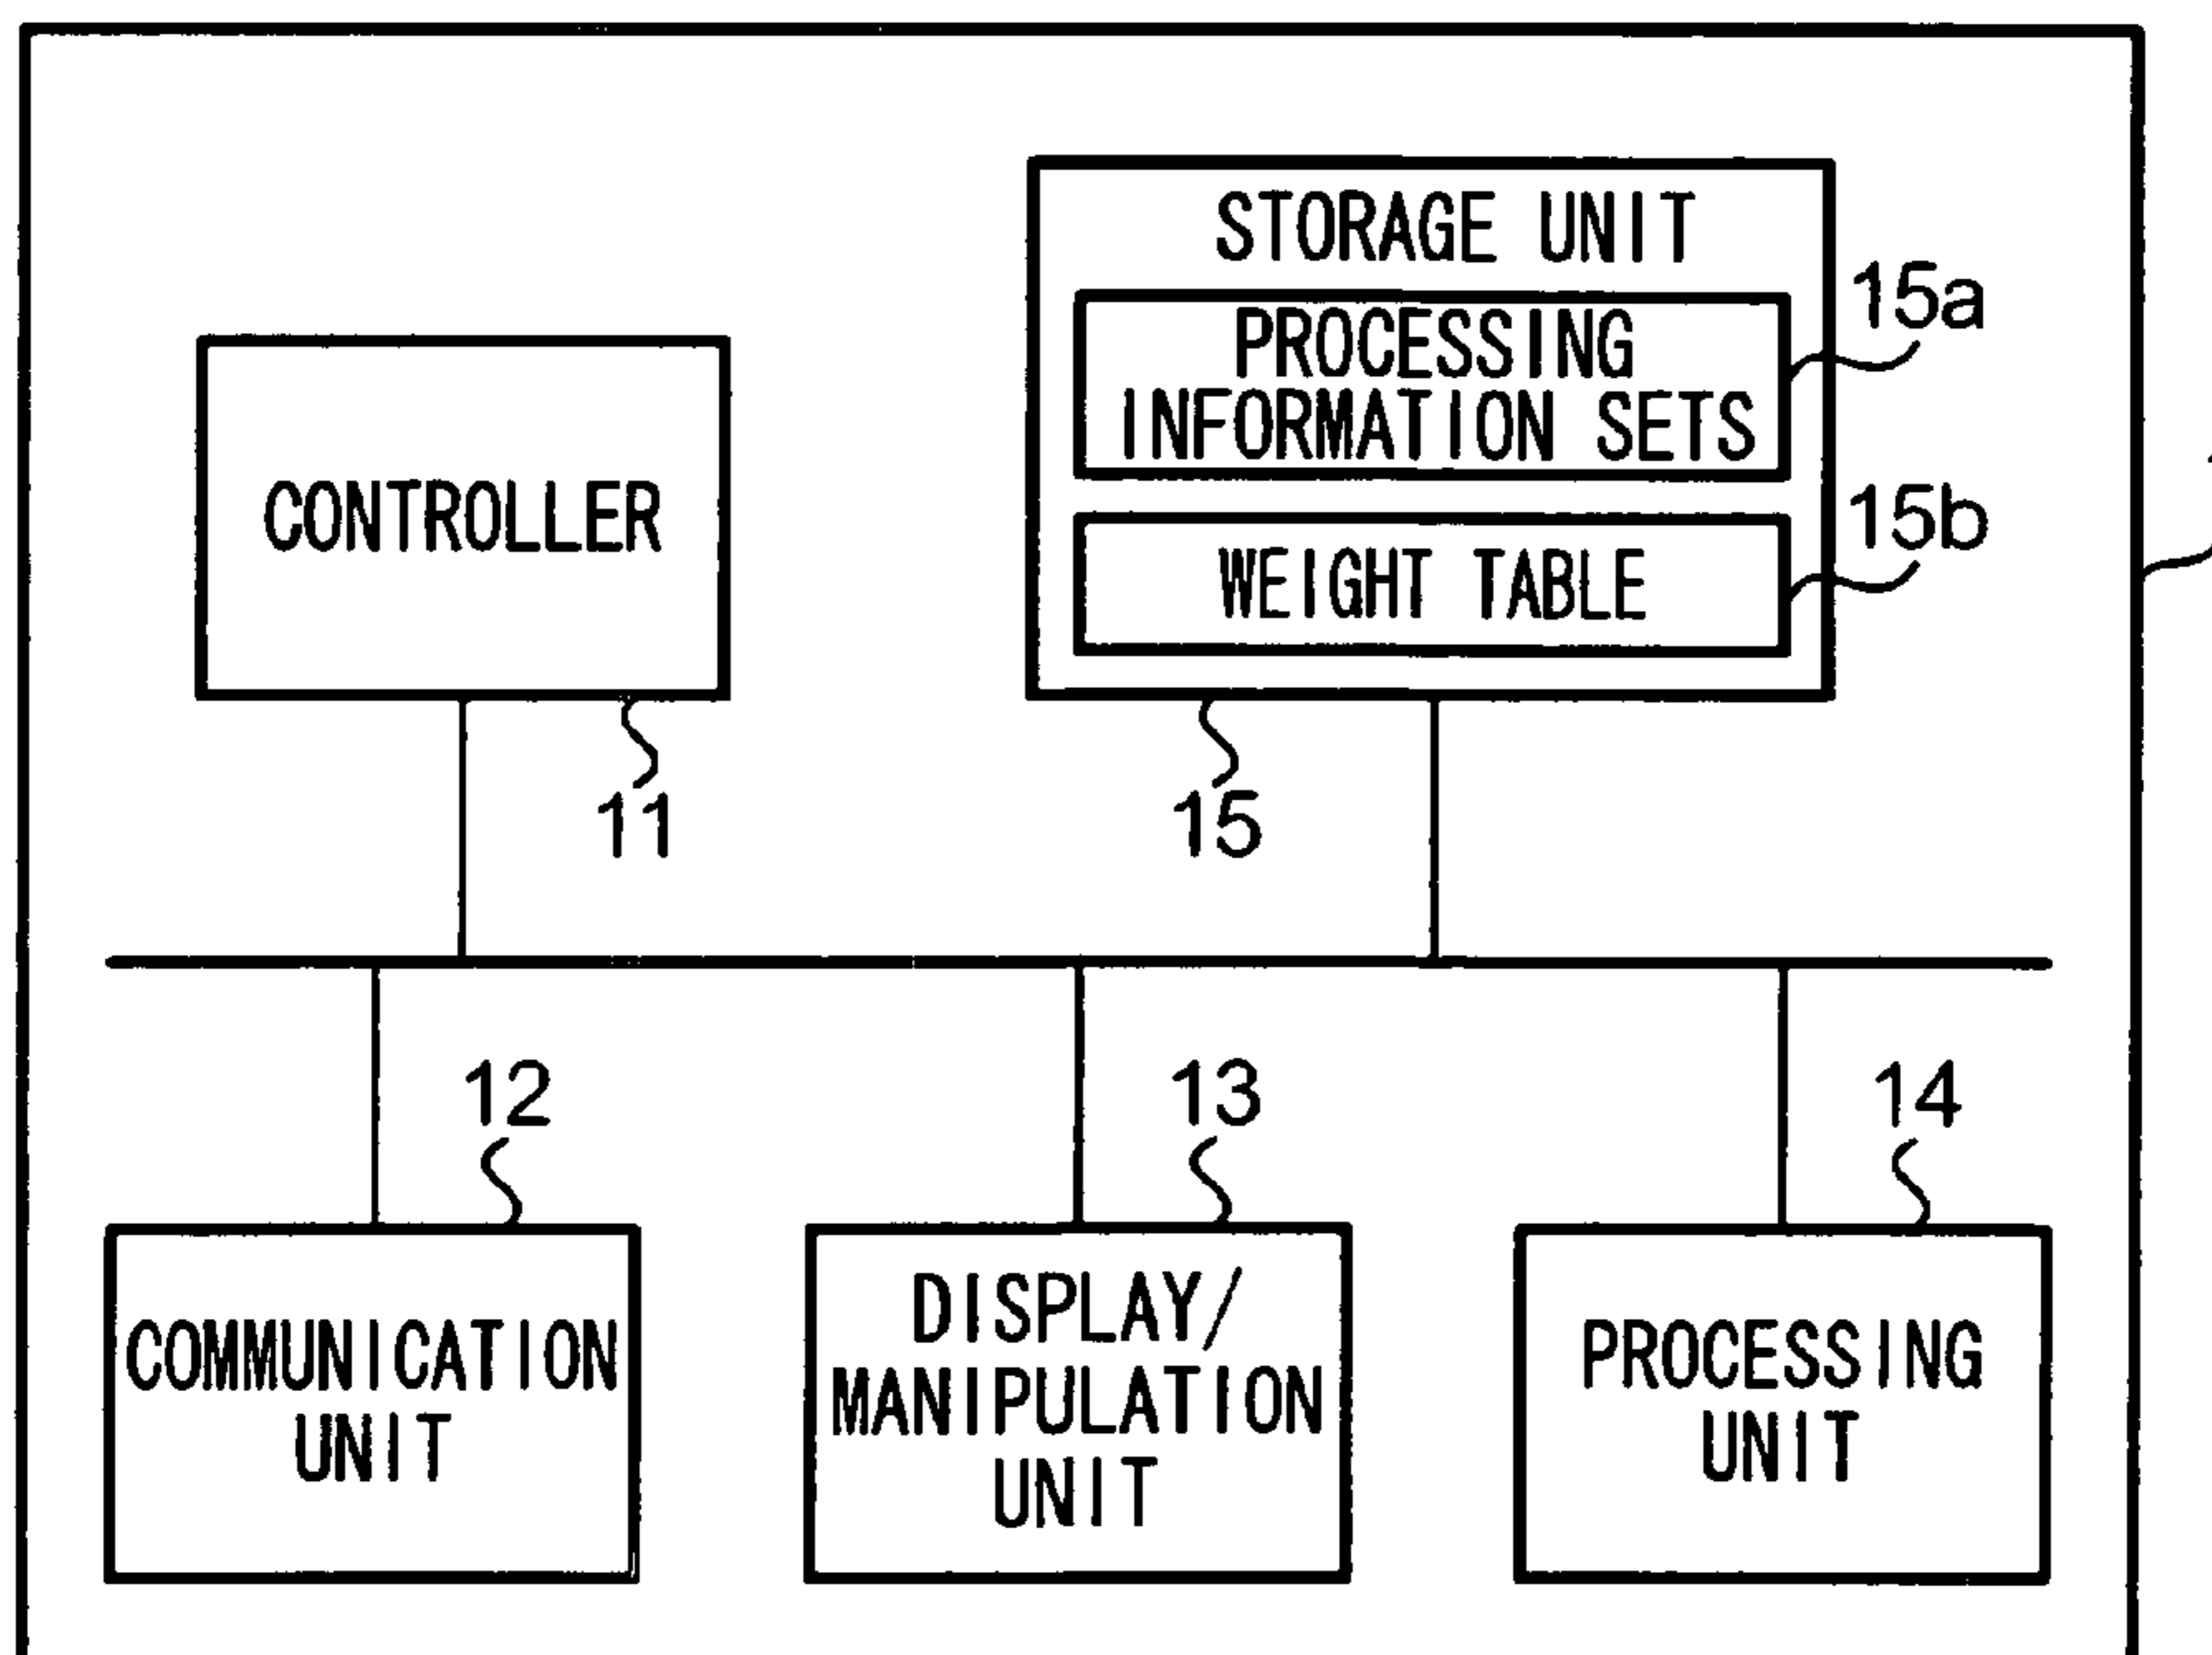 STORAGE UNIT
15a
PROCESSING
INFORMATION SETS
CONTROLLER
15b
WEIGHT TABLE
11
15
12
13
14
COMMUNICATION
UNIT
DISPLAY/
MANIPULATION
UNIT
PROCESSING
UNIT